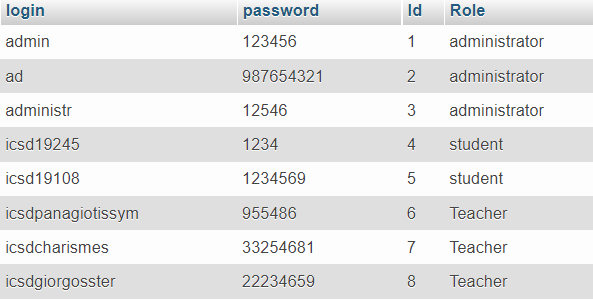 login password Id Role
admin 123456 1 administrator
ad 987654321 2 administrator
administr 12546 3 administrator
icsd19245 1234 4 student
icsd19108 1234569 5 student
icsdpanagiotissym 955486 6 Teacher
icsdcharismes 33254681 7 Teacher
icsdgiorgosster 22234659 8 Teacher